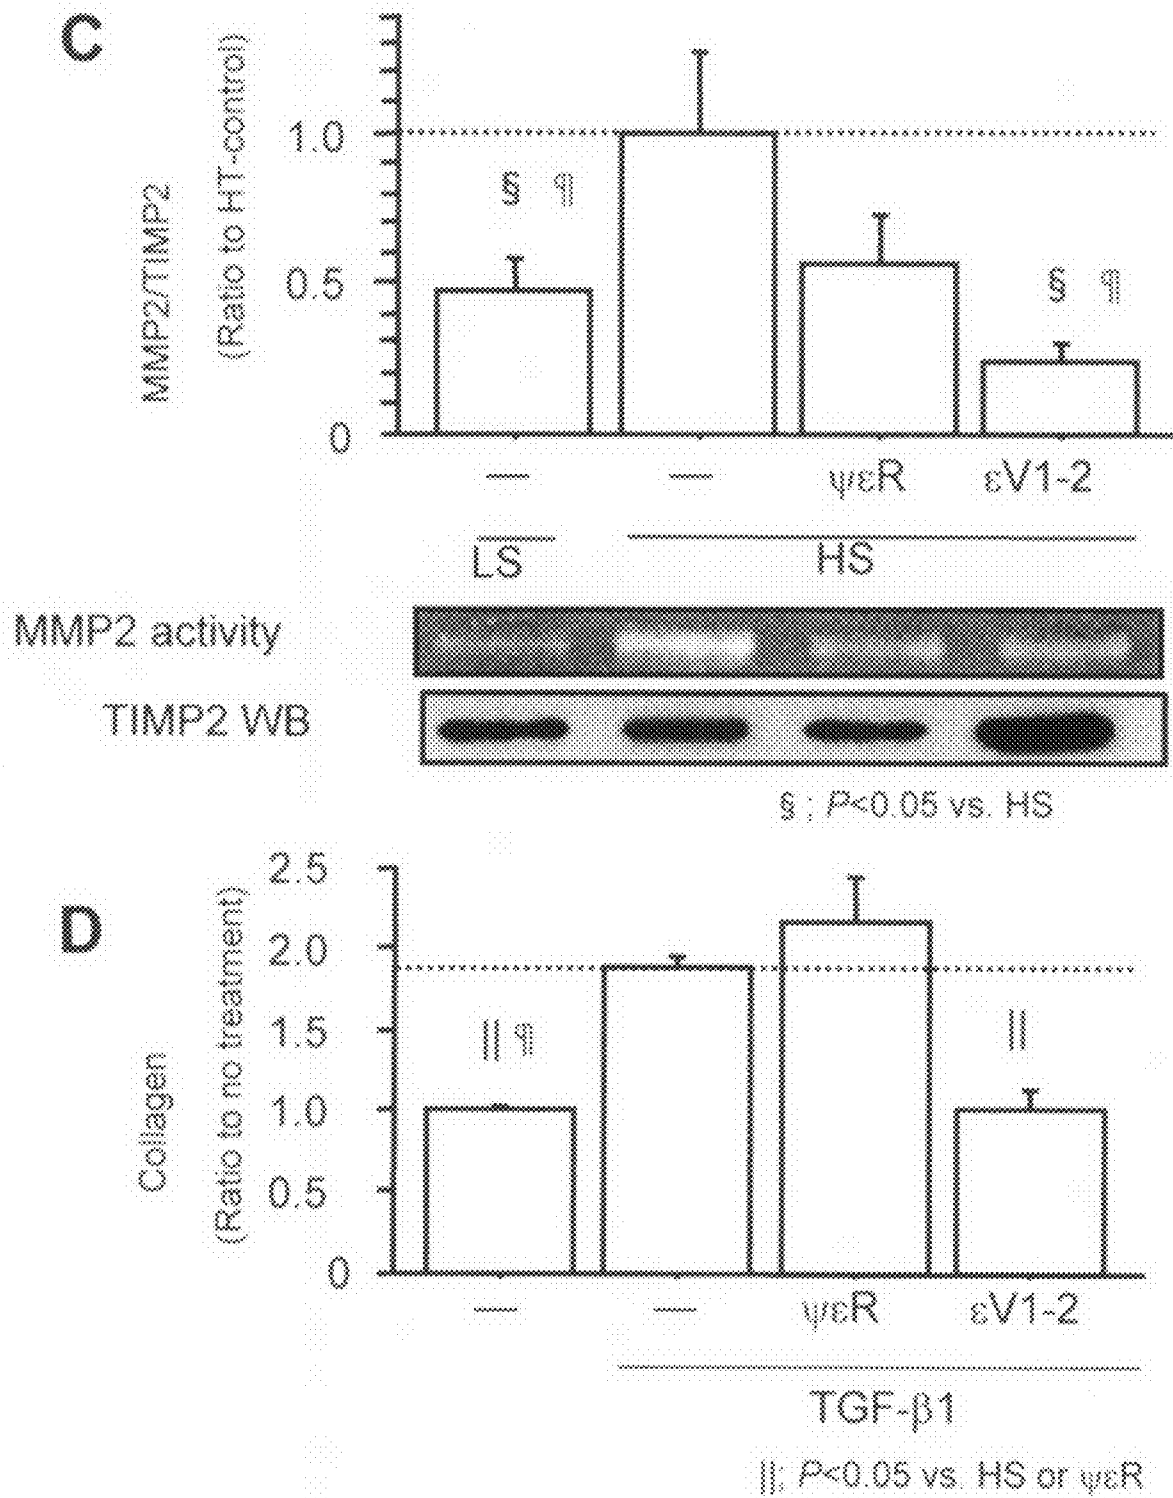 C
MMP2/TIMP2
(Ratio to HT-control)
1.0
0.5
0
§ ¶
§ ¶
— — ψεR εV1-2
LS HS
MMP2 activity
TIMP2 WB
§ ; P<0.05 vs. HS
D
Collagen
(Ratio to no treatment)
2.5
2.0
1.5
1.0
0.5
0
|| ¶
||
— — ψεR εV1-2
TGF-β1
||; P<0.05 vs. HS or ψεR